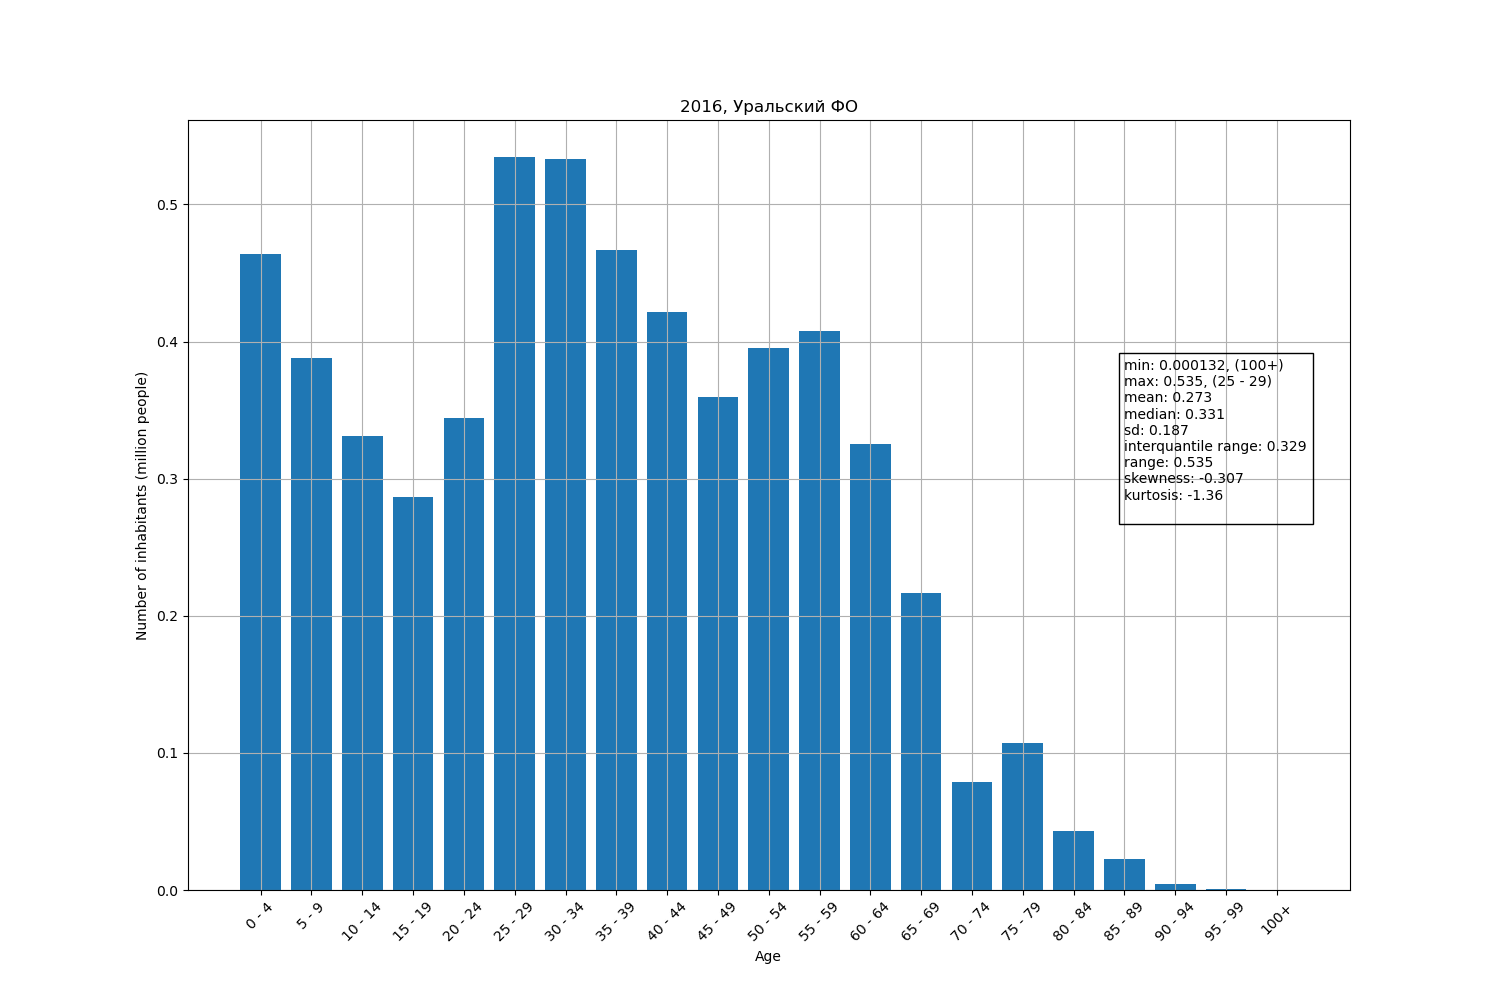 2016, Уральский ФО
Number of inhabitants (million people)
0.5
0.4
0.3
0.2
0.1
0.0
min: 0.000132, (100+)
max: 0.535, (25 - 29)
mean: 0.273
median: 0.331
sd: 0.187
interquantile range: 0.329
range: 0.535
skewness: -0.307
kurtosis: -1.36
0 - 4
5 - 9
10 - 14
15 - 19
20 - 24
25 - 29
30 - 34
35 - 39
40 - 44
45 - 49
50 - 54
55 - 59
60 - 64
65 - 69
70 - 74
75 - 79
80 - 84
85 - 89
90 - 94
95 - 99
100+
Age